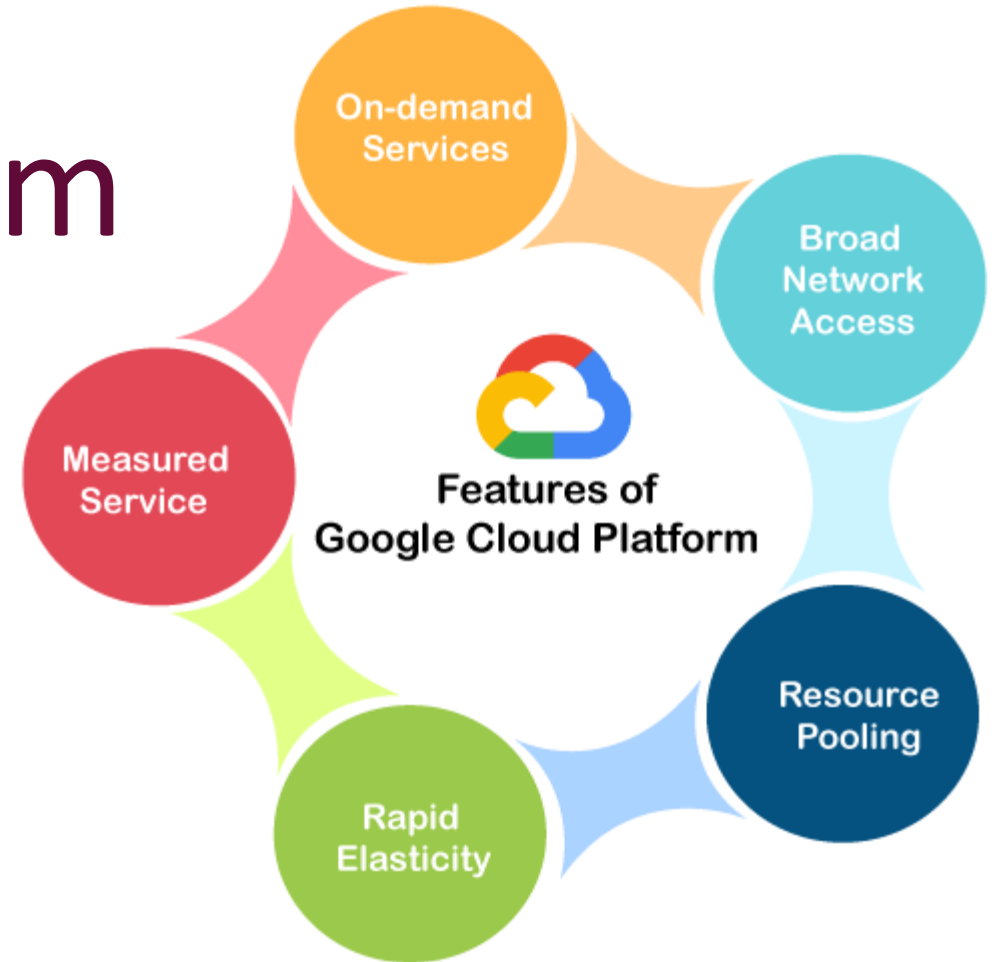 m
On-demand
Services
Broad
Network
Access
Measured
Service
Features of
Google Cloud Platform
Resource
Pooling
Rapid
Elasticity